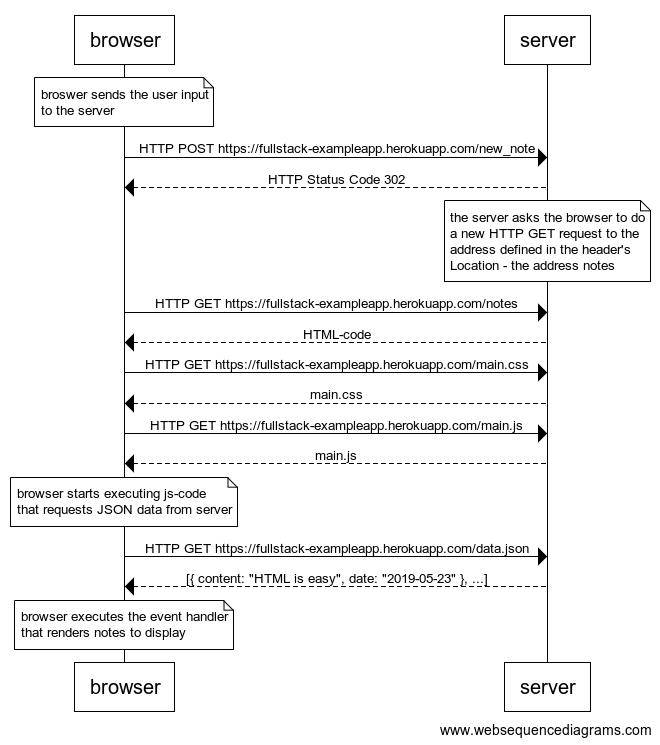 browser
server
broswer sends the user input
to the server
HTTP POST https://fullstack-exampleapp.herokuapp.com/new_note
HTTP Status Code 302
the server asks the browser to do
a new HTTP GET request to the
address defined in the header's
Location - the address notes
HTTP GET https://fullstack-exampleapp.herokuapp.com/notes
HTML-code
HTTP GET https://fullstack-exampleapp.herokuapp.com/main.css
main.css
HTTP GET https://fullstack-exampleapp.herokuapp.com/main.js
main.js
browser starts executing js-code
that requests JSON data from server
HTTP GET https://fullstack-exampleapp.herokuapp.com/data.json
[{ content: "HTML is easy", date: "2019-05-23" }, ...]
browser executes the event handler
that renders notes to display
browser
server
www.websequencediagrams.com